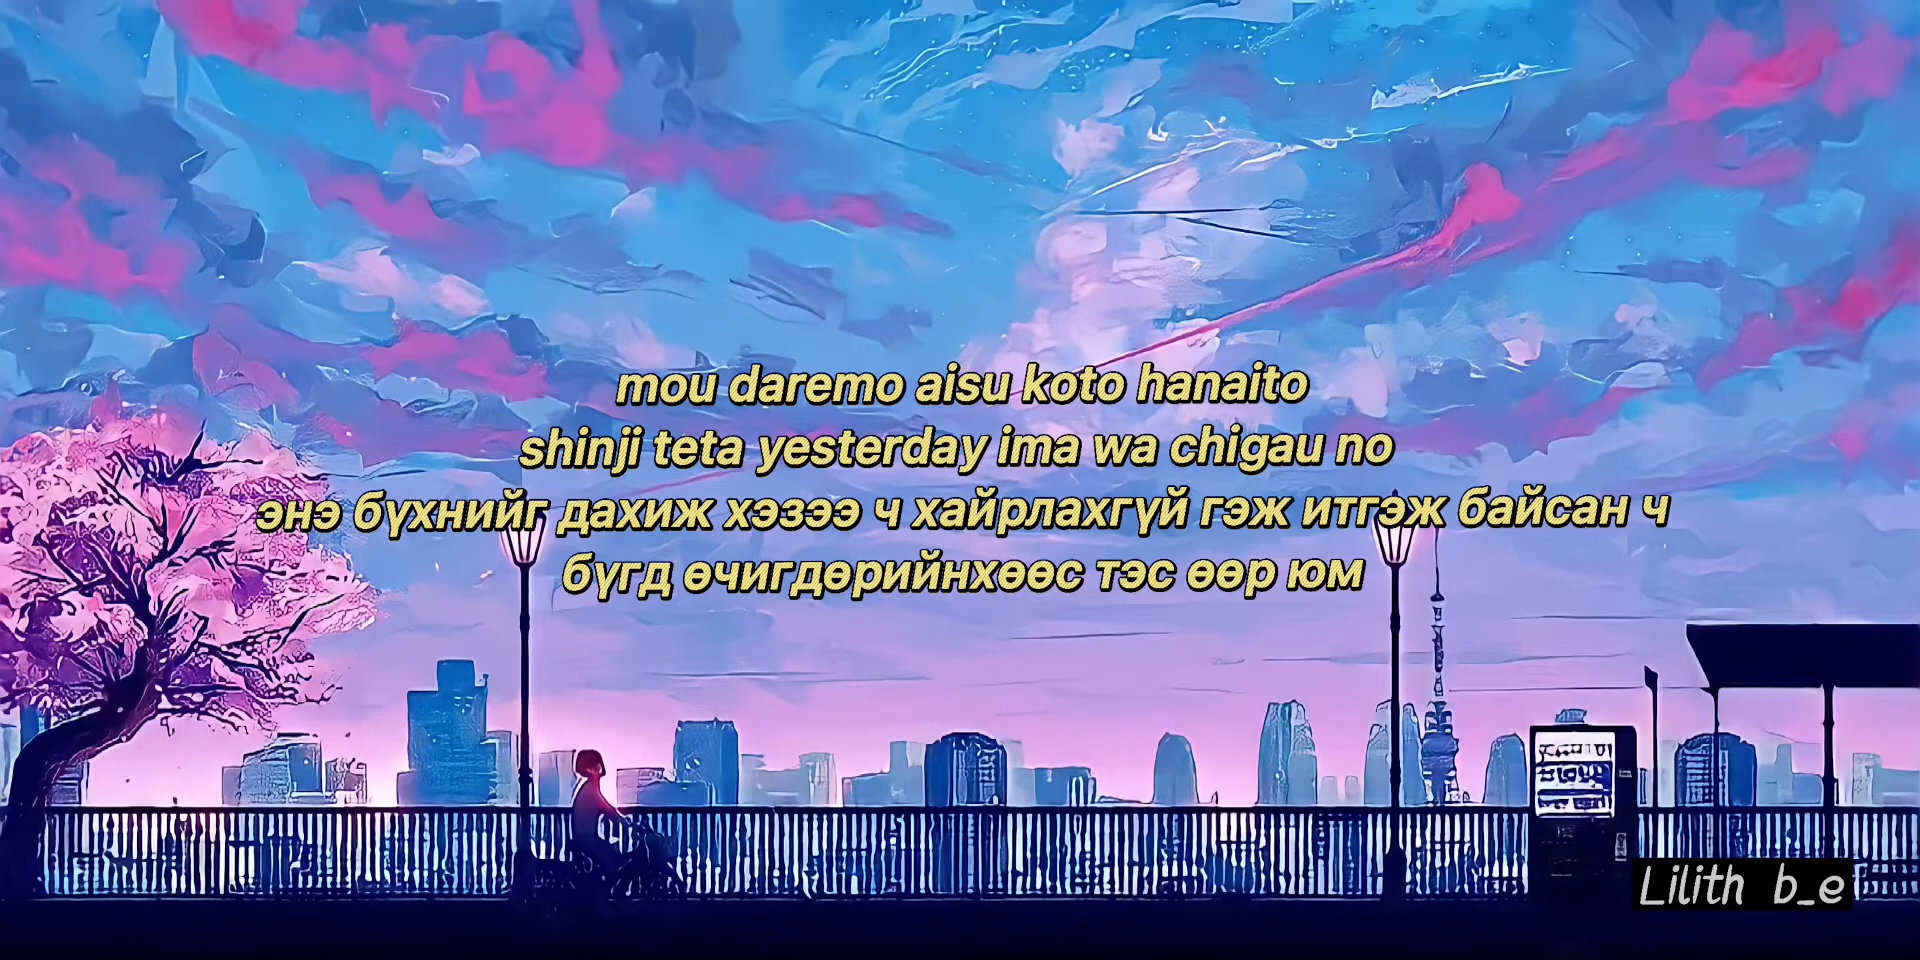 mou daremo aisu koto hanaito
shinji teta yesterday ima wa chigau no
энэ бүхнийг дахиж хэзээ ч хайрлахгүй гэж итгэж байсан ч
бүгд өчигдөрийнхөөс тэс өөр юм
Lilith b_e